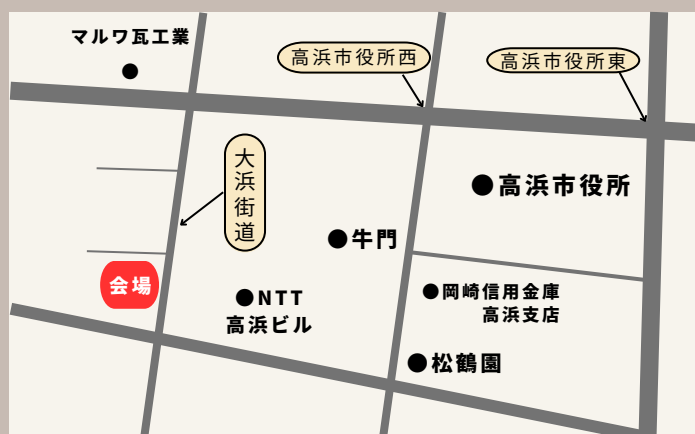 マルワ瓦工業
高浜市役所西
高浜市役所東
大浜街道
高浜市役所
牛門
会場
NTT
高浜ビル
岡崎信用金庫
高浜支店
松鶴園